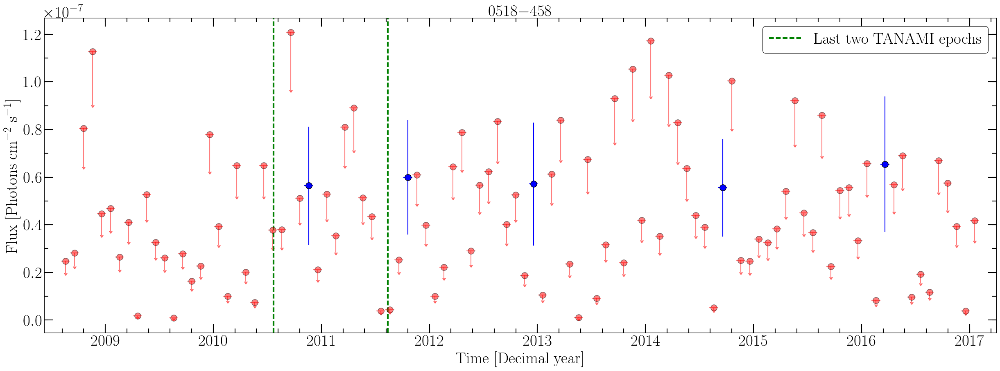 0518−458
×10⁻⁷
Last two TANAMI epochs
Flux [Photons cm⁻² s⁻¹]
1.2
1.0
0.8
0.6
0.4
0.2
0.0
2009 2010 2011 2012 2013 2014 2015 2016 2017
Time [Decimal year]